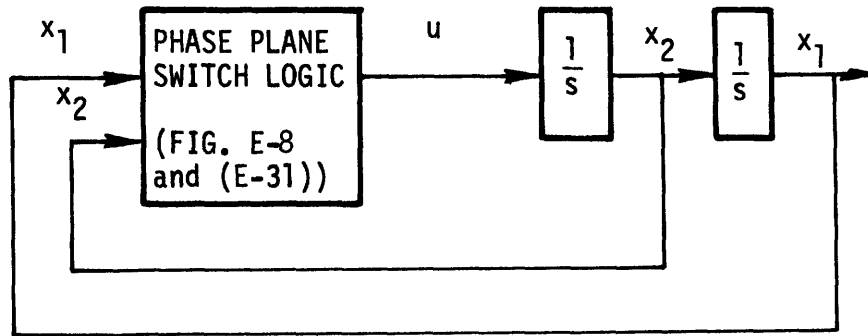 x1
PHASE PLANE
SWITCH LOGIC
x2
(FIG. E-8
and (E-31))
u
1
s
x2
1
s
x1